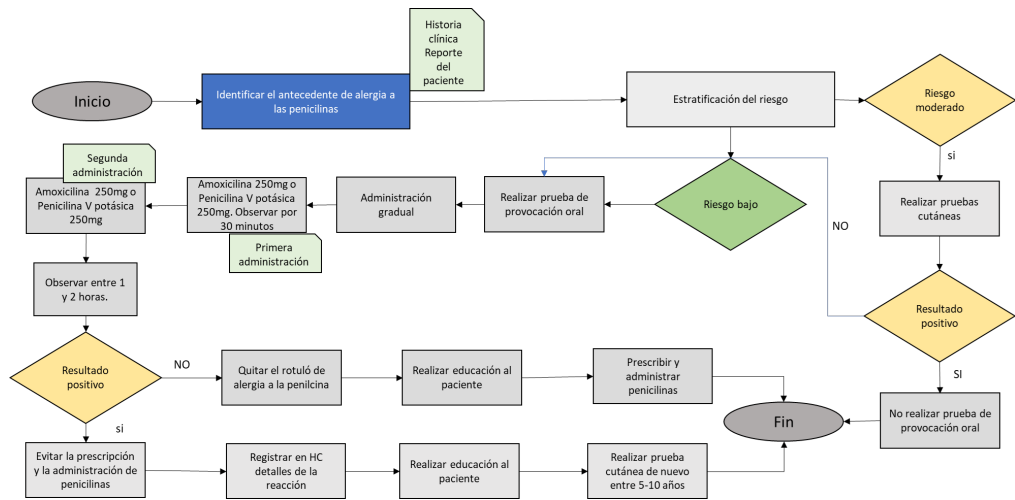 Historia
clínica
Reporte
del
paciente
Inicio
Identificar el antecedente de alergia a
las penicilinas
Estratificación del riesgo
Riesgo
moderado
si
Segunda
administración
Amoxicilina 250mg o
Penicilina V potásica
250mg
Amoxicilina 250mg o
Penicilina V potásica
250mg. Observar por
30 minutos
Primera
administración
Administración
gradual
Realizar prueba de
provocación oral
Riesgo bajo
NO
Realizar pruebas
cutáneas
Observar entre 1
y 2 horas.
Resultado
positivo
SI
Resultado
positivo
NO
Quitar el rotuló de
alergia a la penilcina
Realizar educación al
paciente
Prescribir y
administrar
penicilinas
Fin
No realizar prueba de
provocación oral
si
Evitar la prescripción
y la administración de
penicilinas
Registrar en HC
detalles de la
reacción
Realizar educación al
paciente
Realizar prueba
cutánea de nuevo
entre 5-10 años